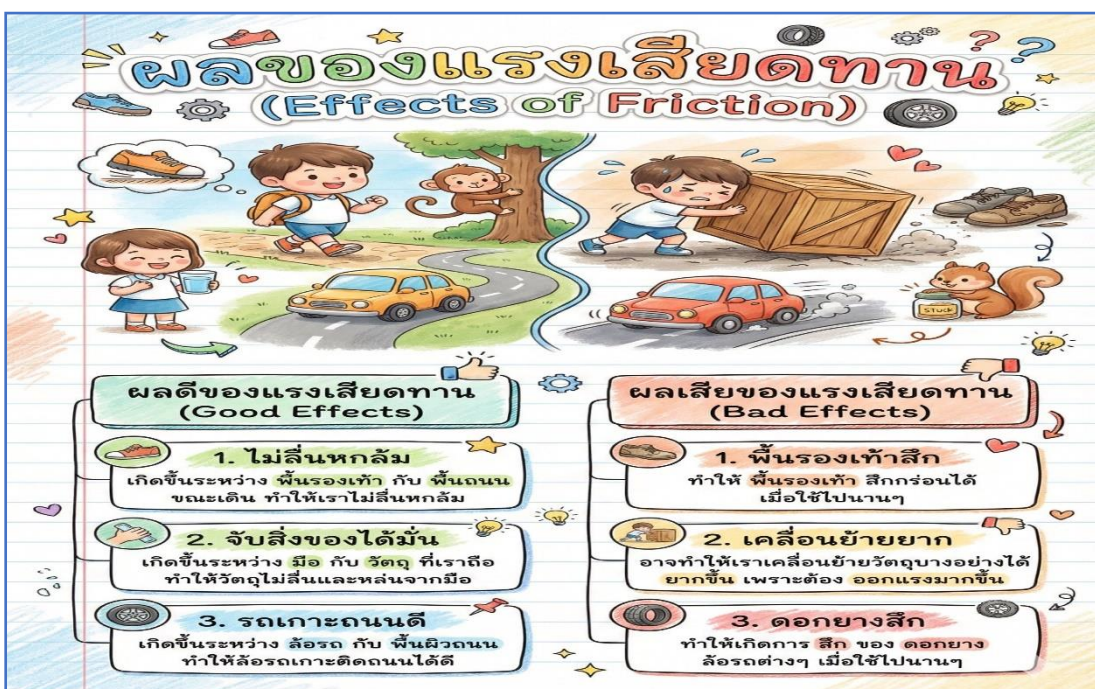 ผลของแรงเสียดทาน
(Effects of Friction)
STUCK
ผลดีของแรงเสียดทาน
(Good Effects)
1. ไม่ลื่นหกล้ม
เกิดขึ้นระหว่าง พื้นรองเท้า กับ พื้นถนน
ขณะเดิน ทำให้เราไม่ลื่นหกล้ม
2. จับสิ่งของได้มั่น
เกิดขึ้นระหว่าง มือ กับ วัตถุ ที่เราถือ
ทำให้วัตถุไม่ลื่นและหล่นจากมือ
3. รถเกาะถนนดี
เกิดขึ้นระหว่าง ล้อรถ กับ พื้นผิวถนน
ทำให้ล้อรถเกาะติดถนนได้ดี
ผลเสียของแรงเสียดทาน
(Bad Effects)
1. พื้นรองเท้าสึก
ทำให้ พื้นรองเท้า สึกกร่อนได้
เมื่อใช้ไปนานๆ
2. เคลื่อนย้ายยาก
อาจทำให้เราเคลื่อนย้ายวัตถุบางอย่างได้
ยากขึ้น เพราะต้อง ออกแรงมากขึ้น
3. ดอกยางสึก
ทำให้เกิดการ สึก ของ ดอกยาง
ล้อรถต่างๆ เมื่อใช้ไปนานๆ